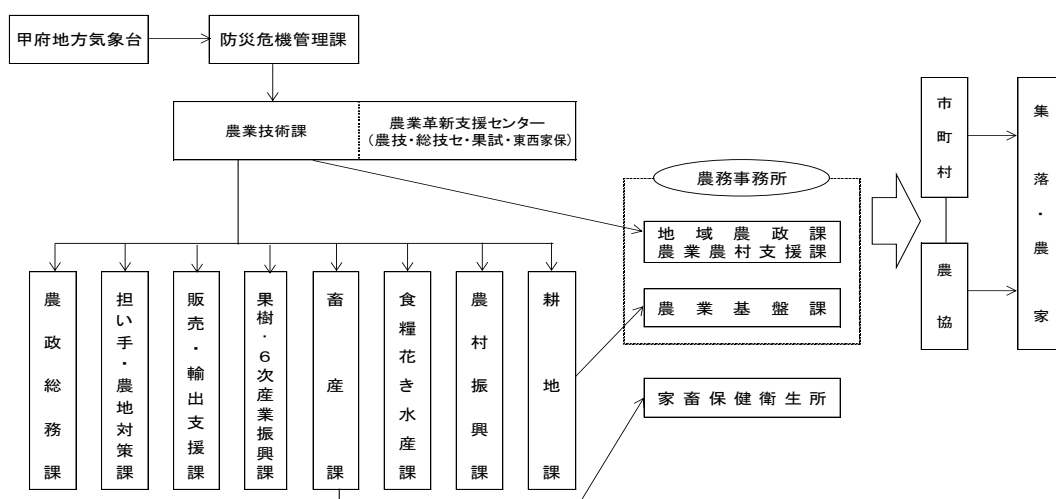 甲府地方気象台
防災危機管理課
農業技術課
農業革新支援センター
(農技・総技セ・果試・東西家保)
農務事務所
地域農政課
農業農村支援課
農業基盤課
家畜保健衛生所
農政総務課
担い手・農地対策課
販売・輸出支援課
果樹・6次産業振興課
畜産課
食糧花き水産課
農村振興課
耕地課
市町村
農協
集落・農家